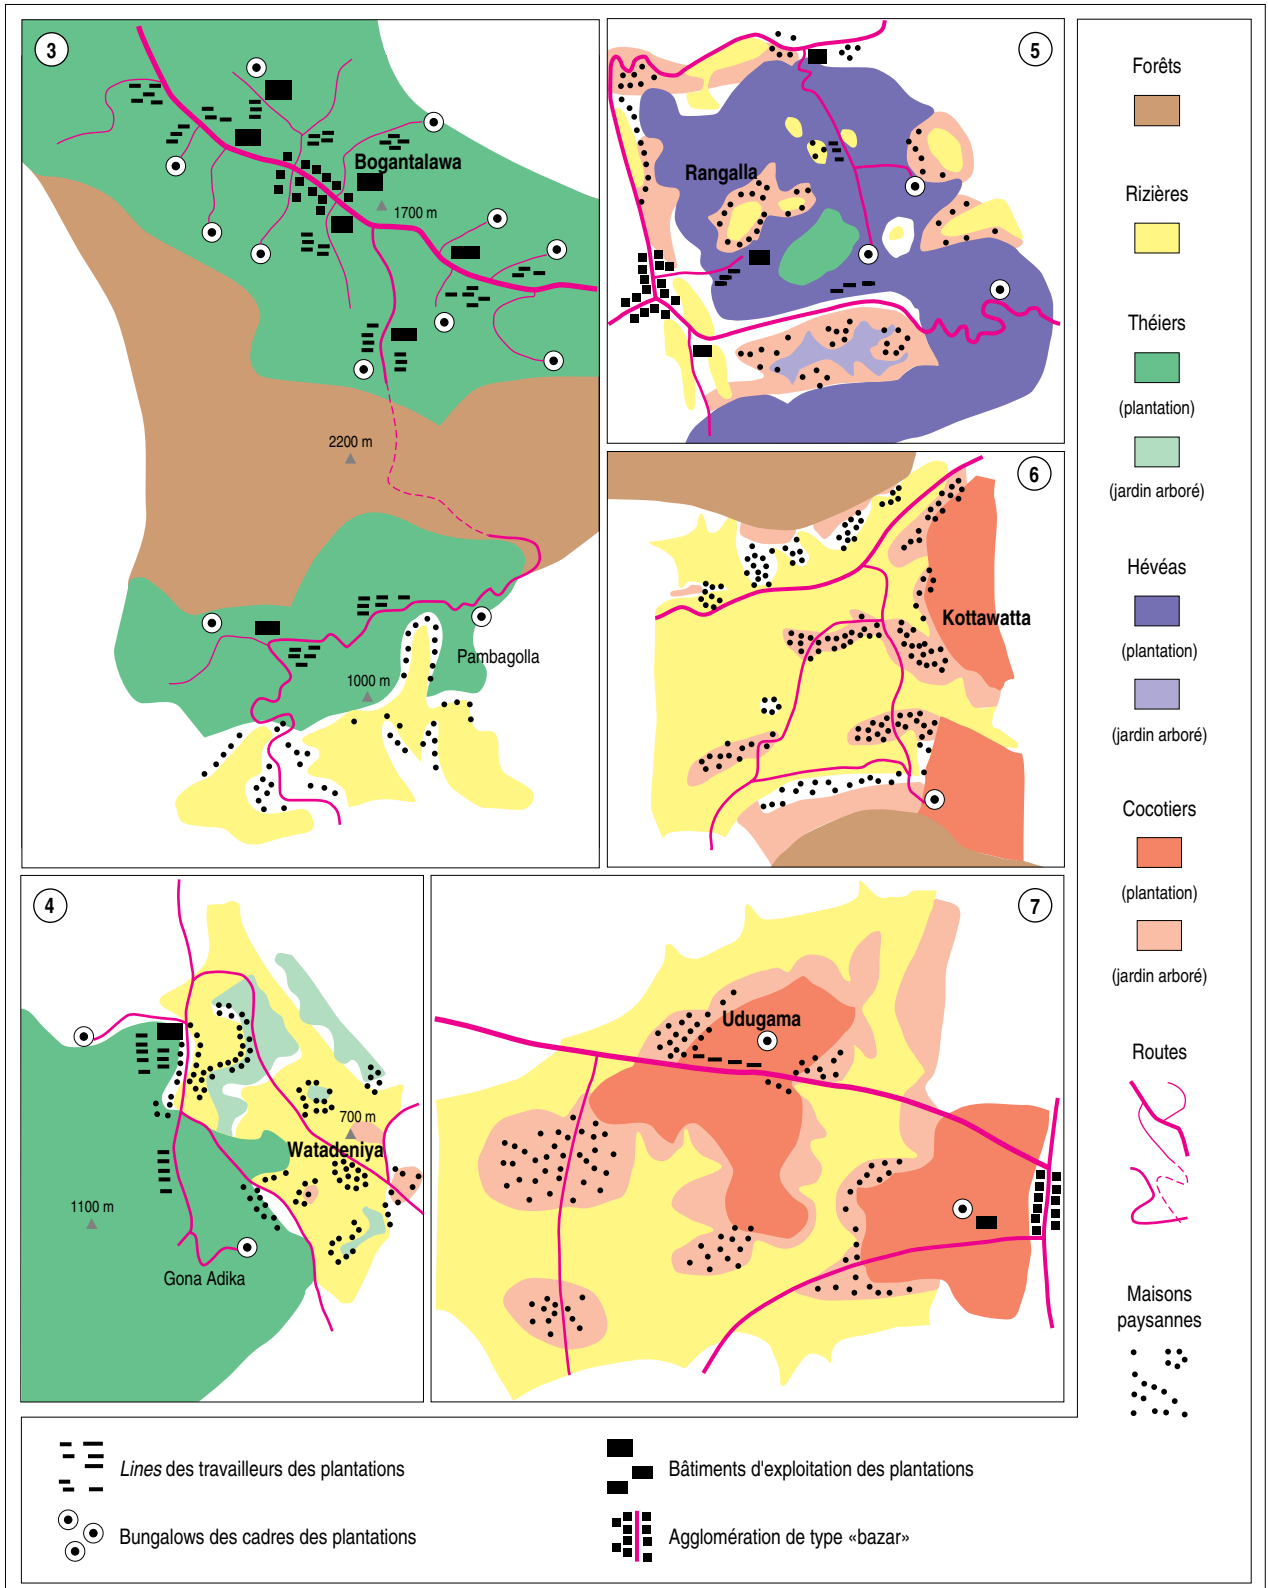 3
Bogantalawa
1700 m
2200 m
Pambagolla
1000 m
5
Rangalla
6
Kottawatta
4
700 m
Watadeniya
1100 m
Gona Adika
7
Udugama
Forêts
Rizières
Théiers
(plantation)
(jardin arboré)
Hévéas
(plantation)
(jardin arboré)
Cocotiers
(plantation)
(jardin arboré)
Routes
Maisons
paysannes
Lines des travailleurs des plantations
Bungalows des cadres des plantations
Bâtiments d'exploitation des plantations
Agglomération de type «bazar»